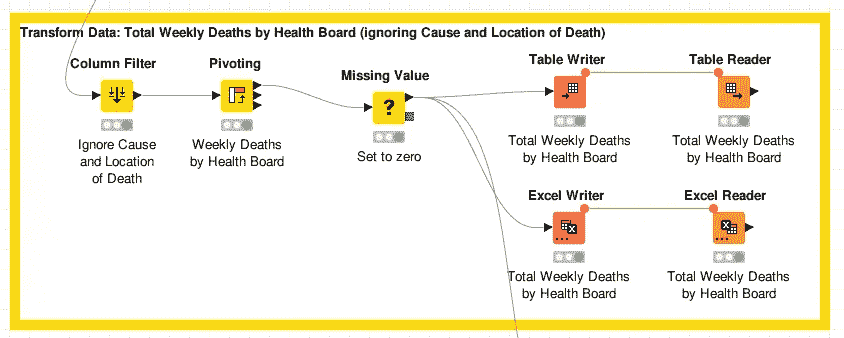 Transform Data: Total Weekly Deaths by Health Board (ignoring Cause and Location of Death)
Column Filter
Ignore Cause
and Location
of Death
Pivoting
Weekly Deaths
by Health Board
Missing Value
?
Set to zero
Table Writer
Total Weekly Deaths
by Health Board
Table Reader
Total Weekly Deaths
by Health Board
Excel Writer
Total Weekly Deaths
by Health Board
Excel Reader
Total Weekly Deaths
by Health Board